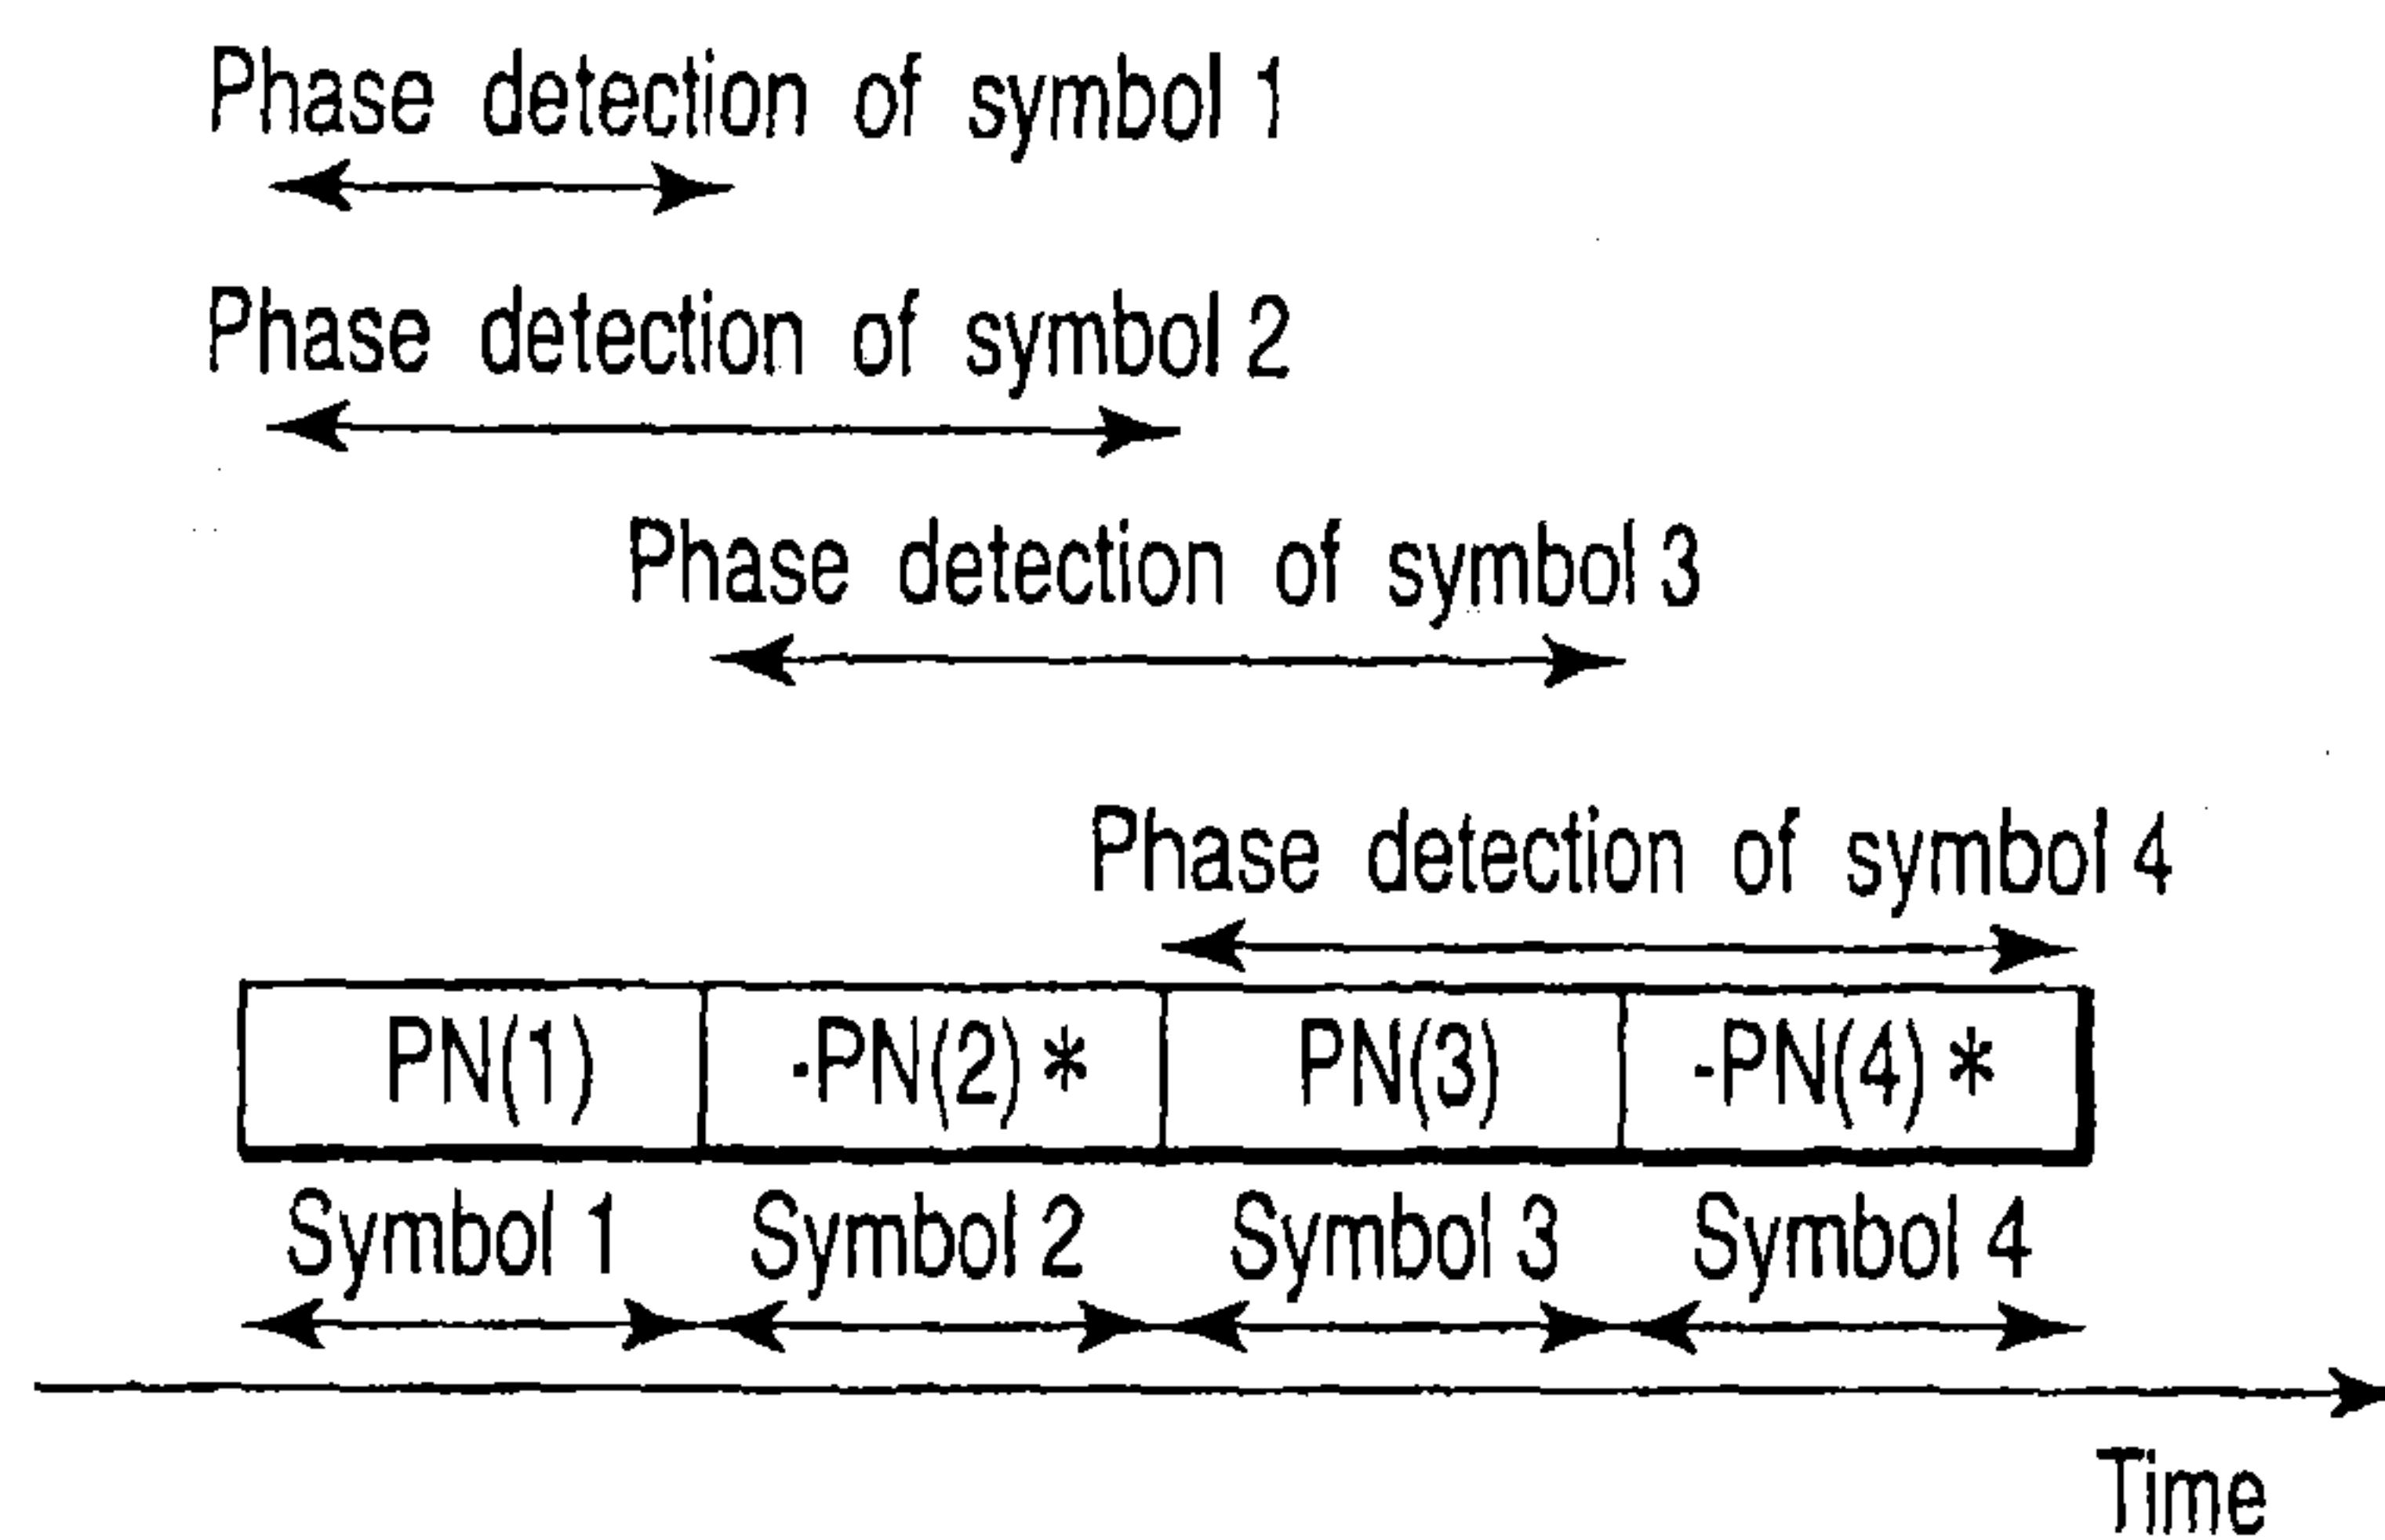 Phase detection of symbol 1
Phase detection of symbol 2
Phase detection of symbol 3
Phase detection of symbol 4
PN(1) -PN(2)* PN(3) -PN(4)*
Symbol 1 Symbol 2 Symbol 3 Symbol 4
Time